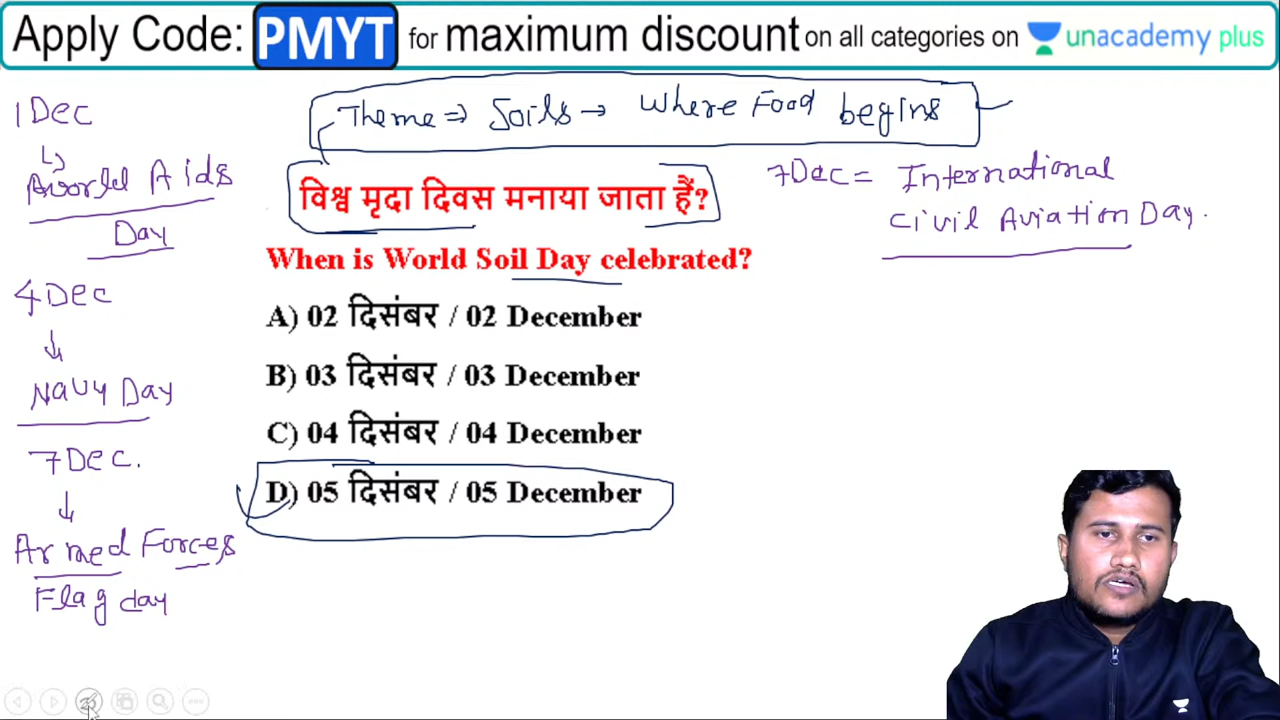 Apply Code: PMYT for maximum discount on all categories on unacademy plus
Theme ⇒ Soils → Where Food begins
विश्व मृदा दिवस मनाया जाता हैं?
When is World Soil Day celebrated?
A) 02 दिसंबर / 02 December
B) 03 दिसंबर / 03 December
C) 04 दिसंबर / 04 December
D) 05 दिसंबर / 05 December
1 Dec
↳
World Aids
Day
4 Dec
↓
Navy Day
7 Dec.
↓
Armed Forces
Flag day
7 Dec = International
Civil Aviation Day.